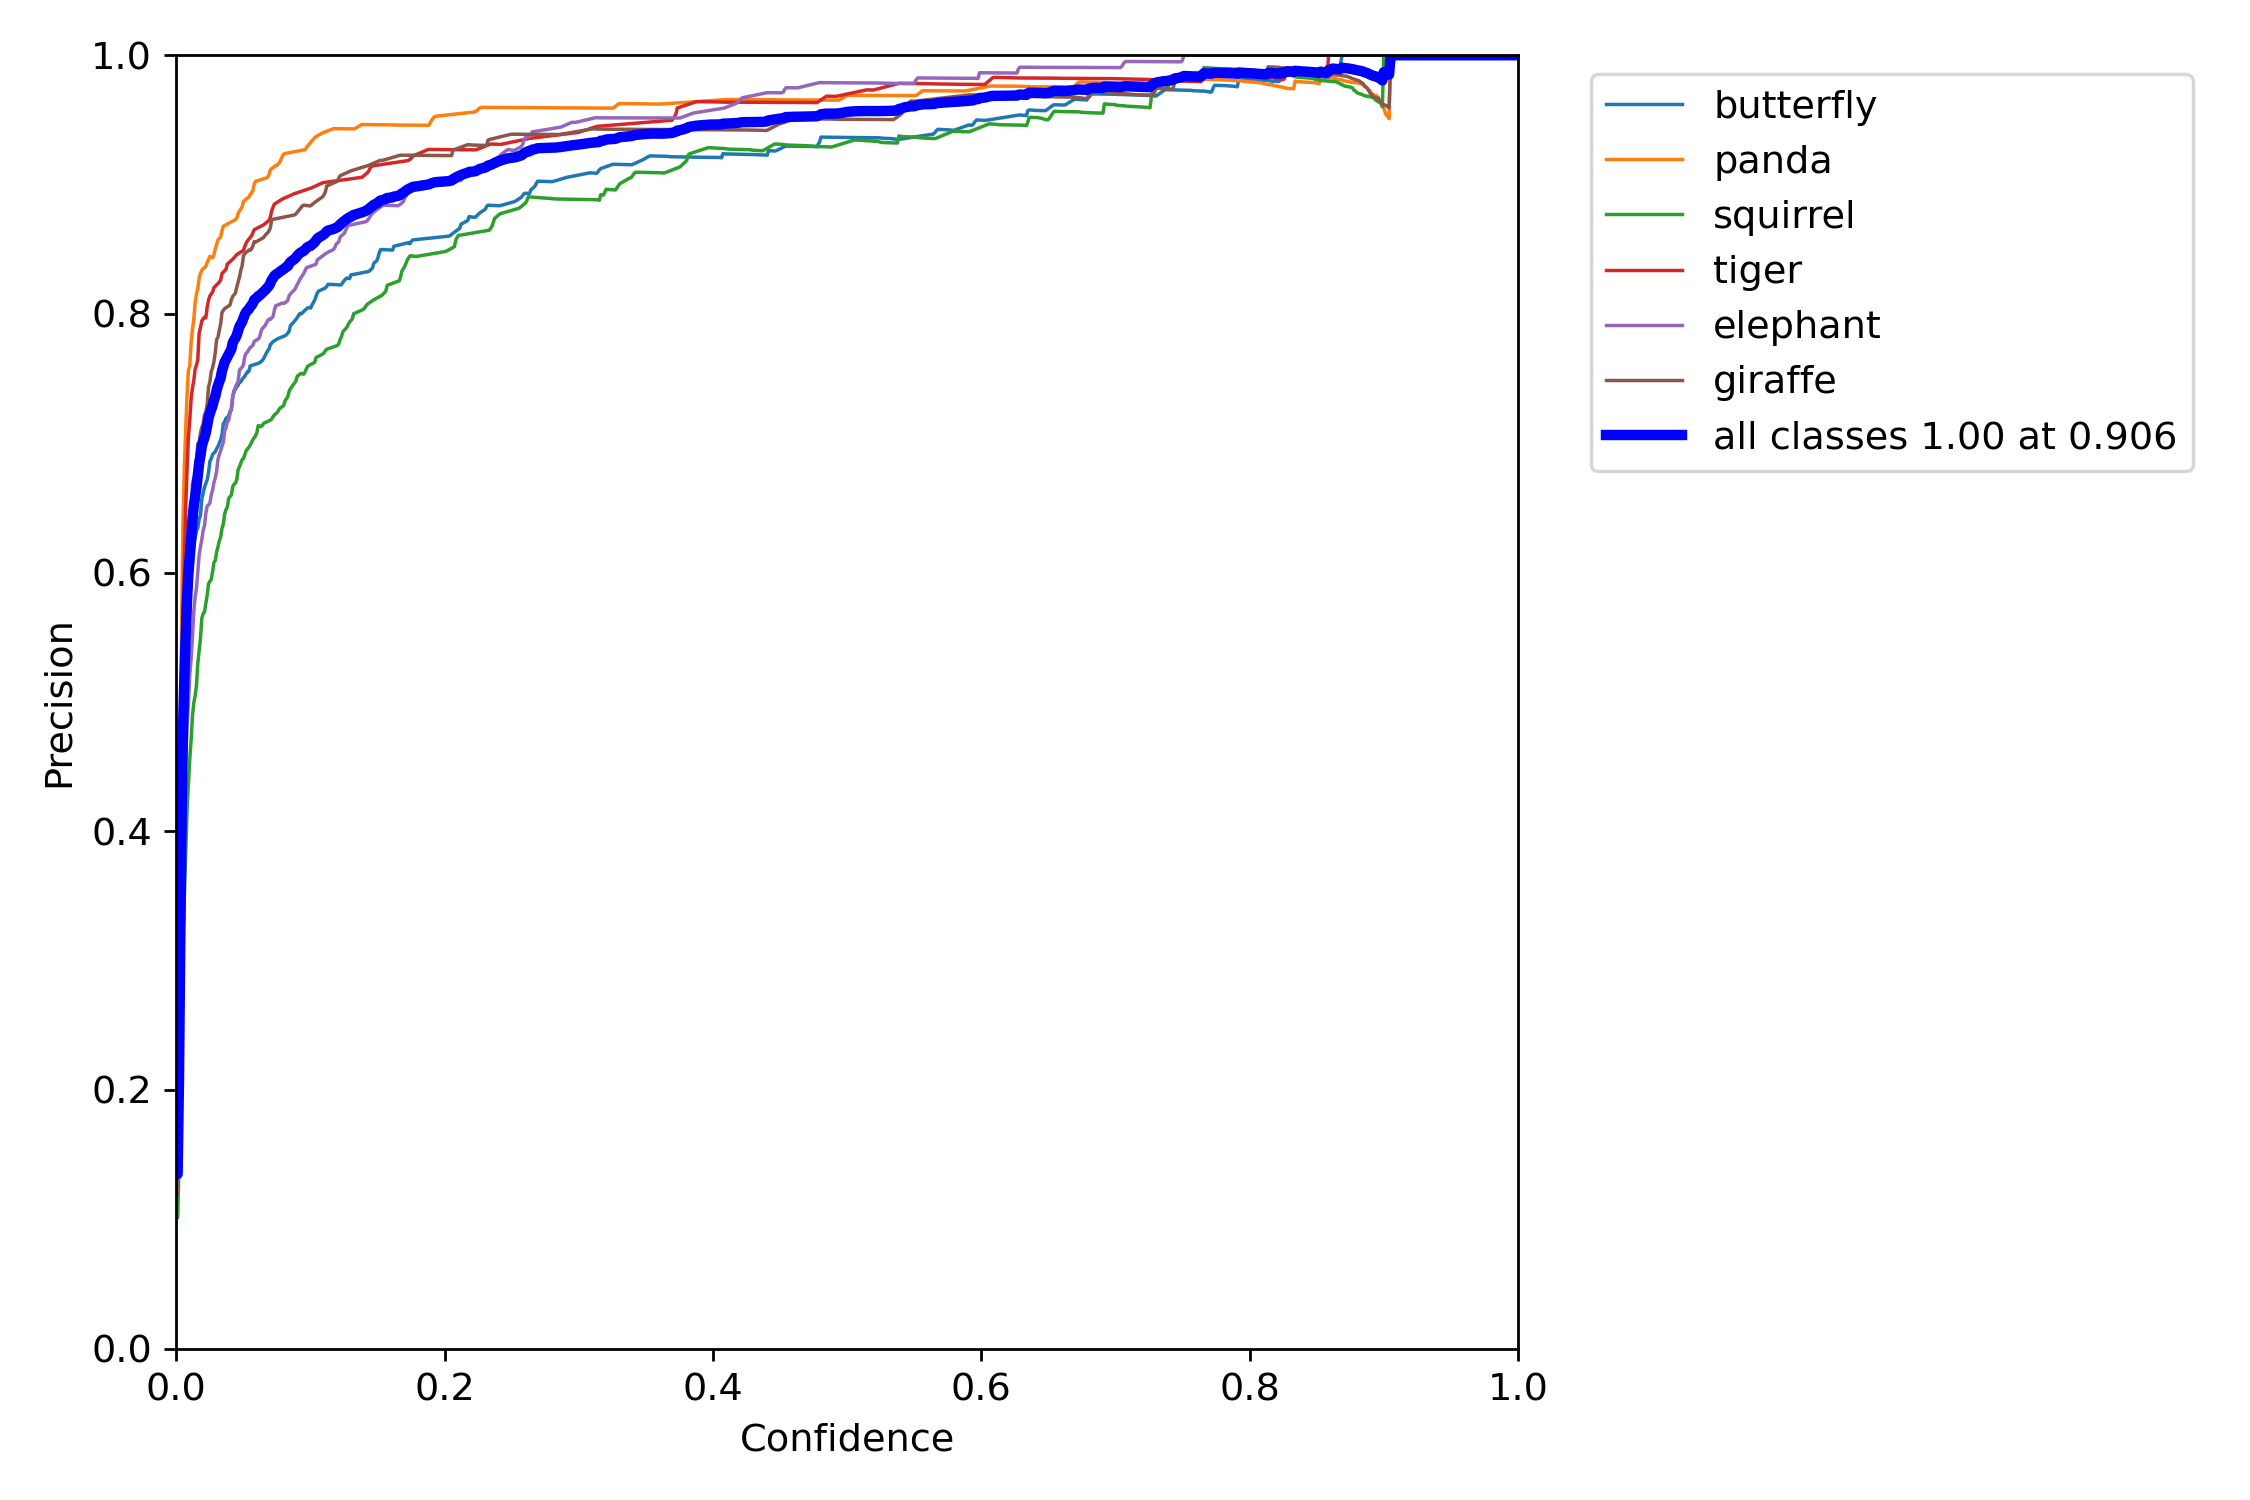 1.0
0.8
0.6
0.4
0.2
0.0
Precision
0.0 0.2 0.4 0.6 0.8 1.0
Confidence
butterfly
panda
squirrel
tiger
elephant
giraffe
all classes 1.00 at 0.906